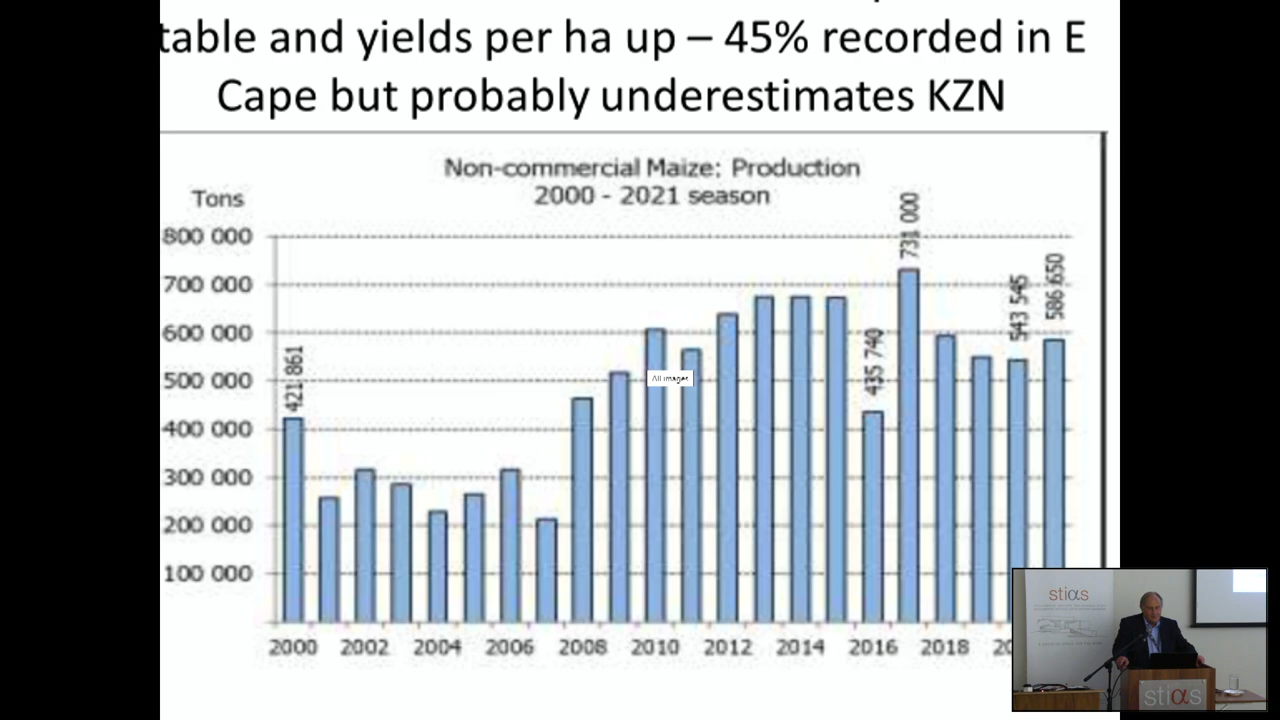 table and yields per ha up – 45% recorded in E
Cape but probably underestimates KZN
Non-commercial Maize: Production
2000 - 2021 season
Tons
800 000
700 000
600 000
500 000
400 000
300 000
200 000
100 000
421 861
435 740
731 000
543 545
586 650
All images
2000 2002 2004 2006 2008 2010 2012 2014 2016 2018 20
stias
stias